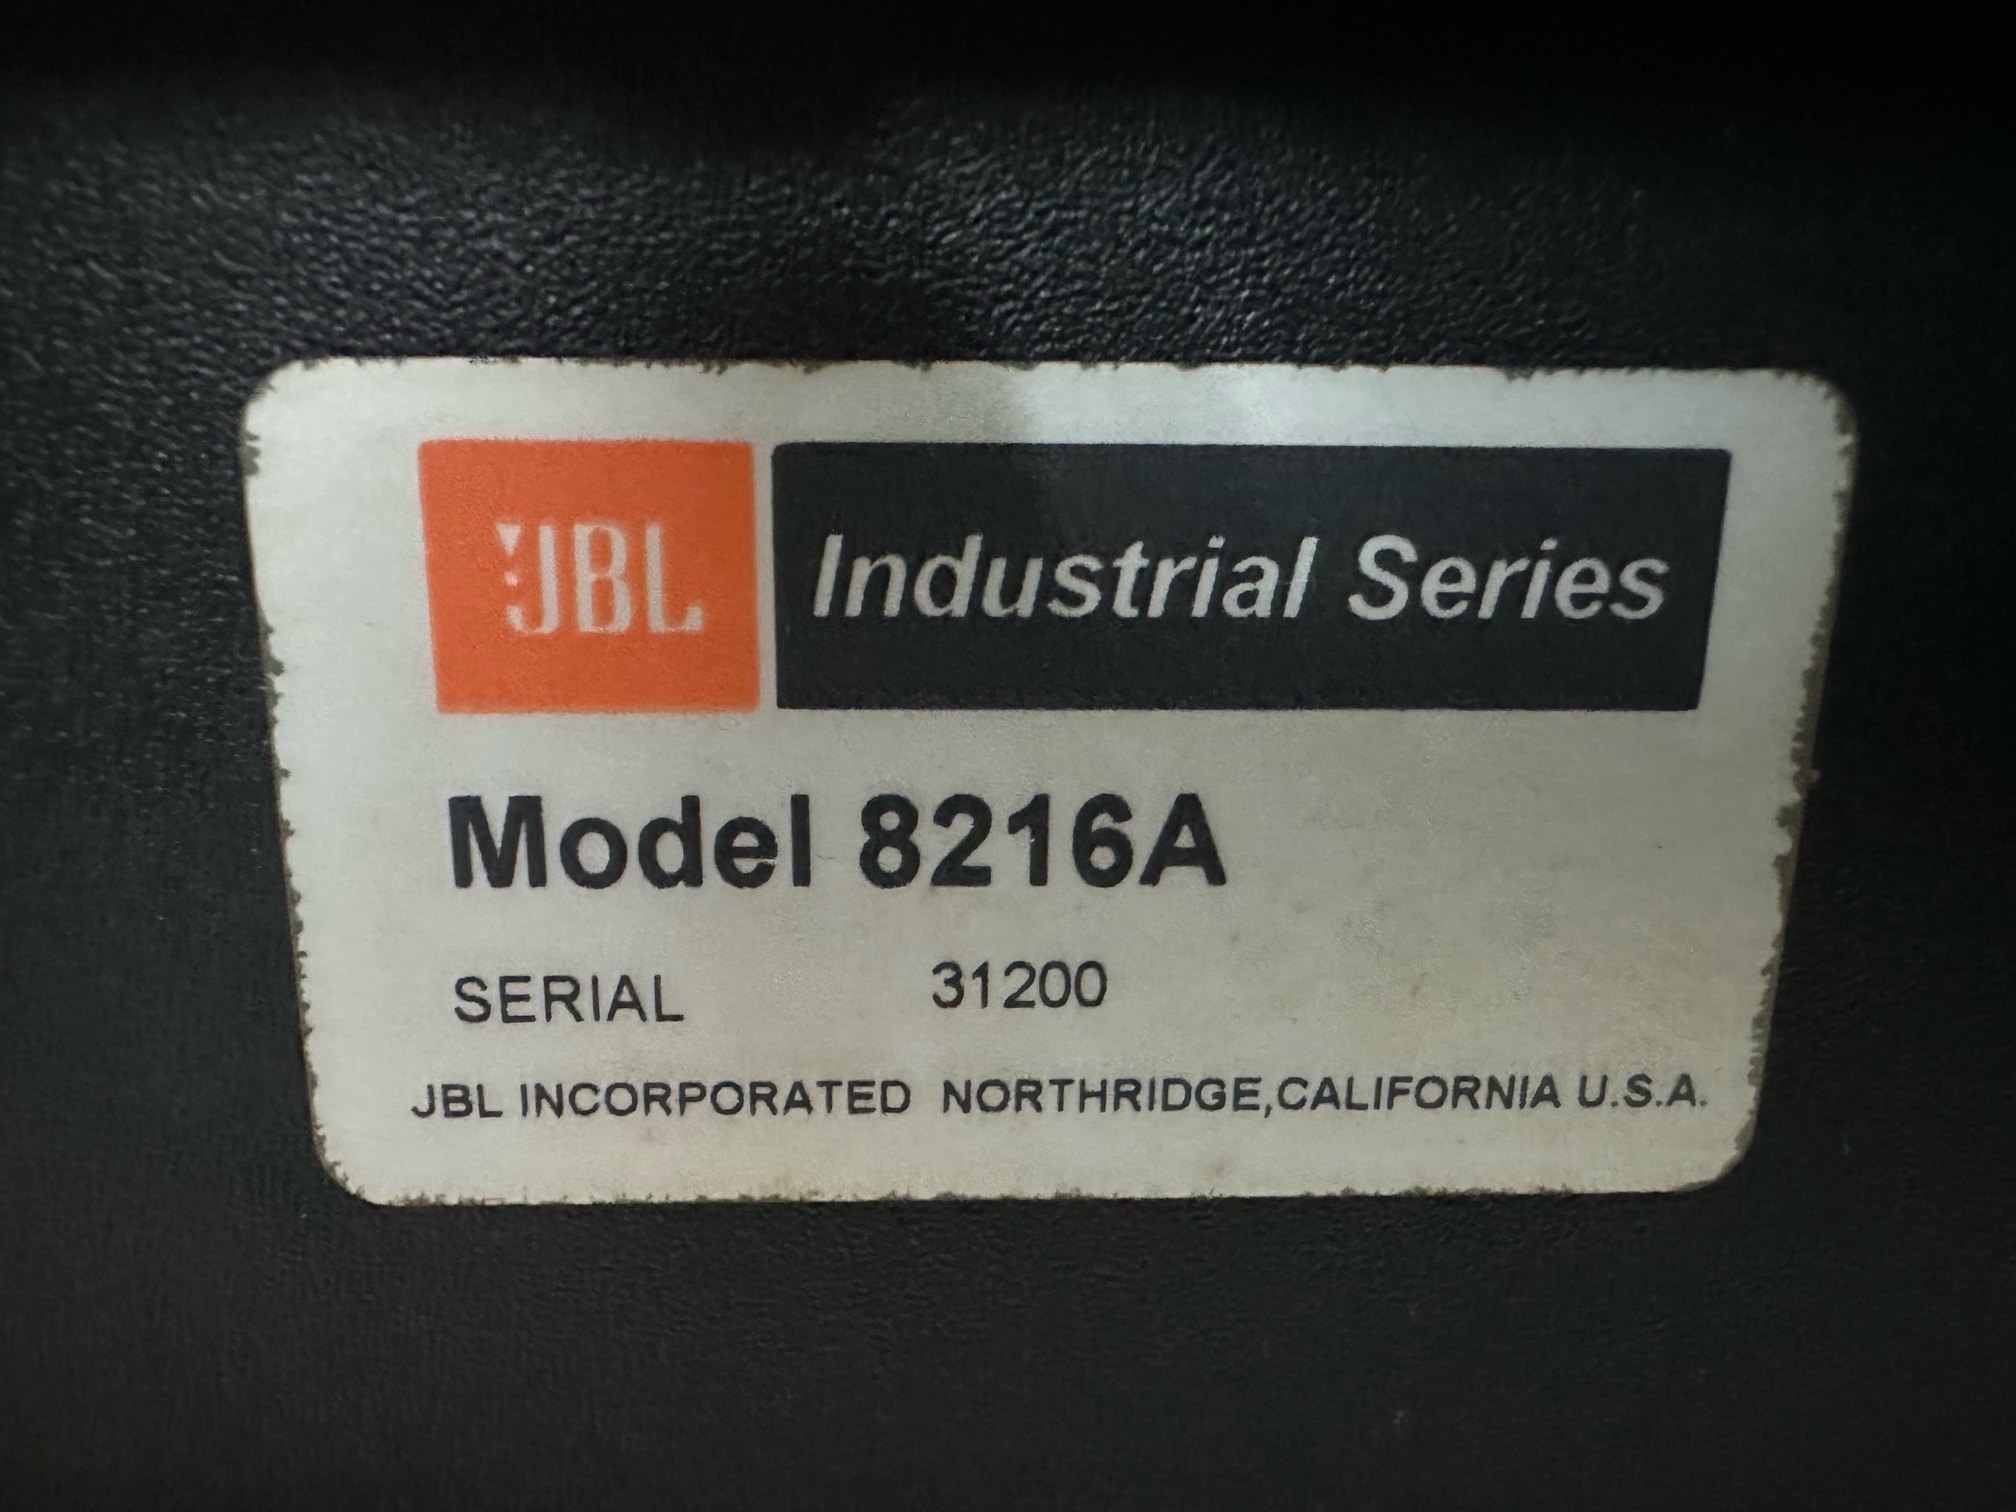 JBL Industrial Series
Model 8216A
SERIAL 31200
JBL INCORPORATED NORTHRIDGE,CALIFORNIA U.S.A.